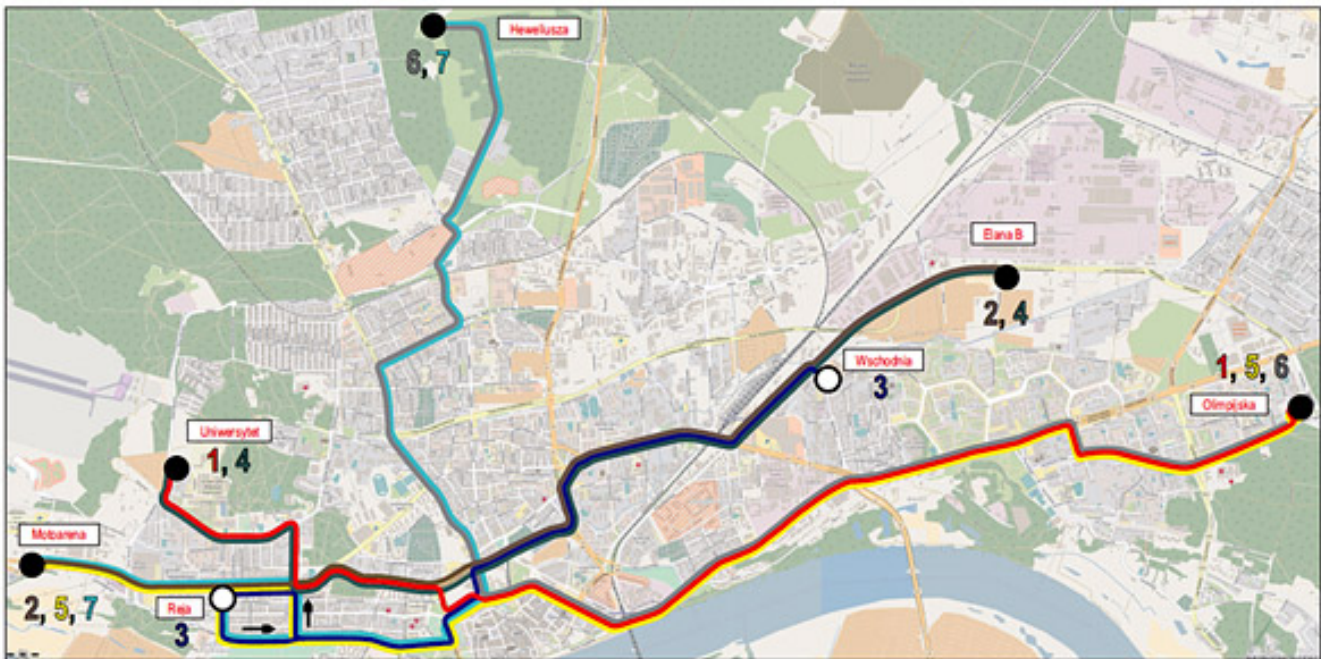 Heweliusza
6, 7
Elana B
2, 4
Wschodnia
3
1, 5, 6
Olimpijska
Uniwersytet
1, 4
Motoarena
2, 5, 7
Reja
3